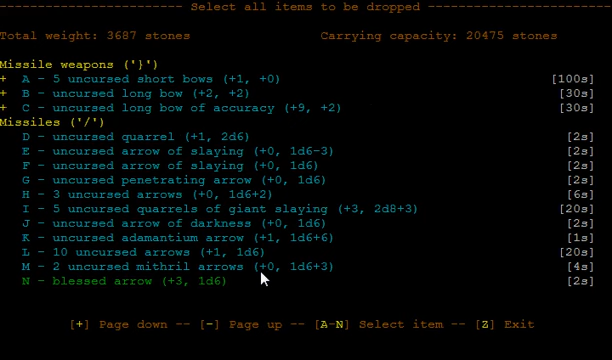 ----------------------- Select all items to be dropped -----------------------
Total weight: 3687 stones Carrying capacity: 20475 stones
Missile weapons ('}')
+ A - 5 uncursed short bows (+1, +0) [100s]
+ B - uncursed long bow (+2, +2) [30s]
+ C - uncursed long bow of accuracy (+9, +2) [30s]
Missiles ('/')
D - uncursed quarrel (+1, 2d6) [2s]
E - uncursed arrow of slaying (+0, 1d6-3) [2s]
F - uncursed arrow of slaying (+0, 1d6) [2s]
G - uncursed penetrating arrow (+0, 1d6) [2s]
H - 3 uncursed arrows (+0, 1d6+2) [6s]
I - 5 uncursed quarrels of giant slaying (+3, 2d8+3) [20s]
J - uncursed arrow of darkness (+0, 1d6) [2s]
K - uncursed adamantium arrow (+1, 1d6+6) [1s]
L - 10 uncursed arrows (+1, 1d6) [20s]
M - 2 uncursed mithril arrows (+0, 1d6+3) [4s]
N - blessed arrow (+3, 1d6) [2s]
[+] Page down -- [-] Page up -- [A-N] Select item -- [Z] Exit